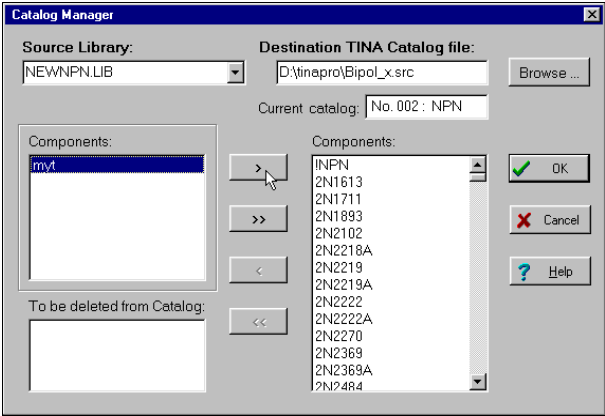 Catalog Manager
Source Library:
NEWNPN.LIB
Destination TINA Catalog file:
D:\tinapro\Bipol_x.src
Browse ...
Current catalog: No. 002 : NPN
Components:
myt
To be deleted from Catalog:
>
>>
<
<<
Components:
!NPN
2N1613
2N1711
2N1893
2N2102
2N2218A
2N2219
2N2219A
2N2222
2N2222A
2N2270
2N2369
2N2369A
2N2484
OK
Cancel
Help